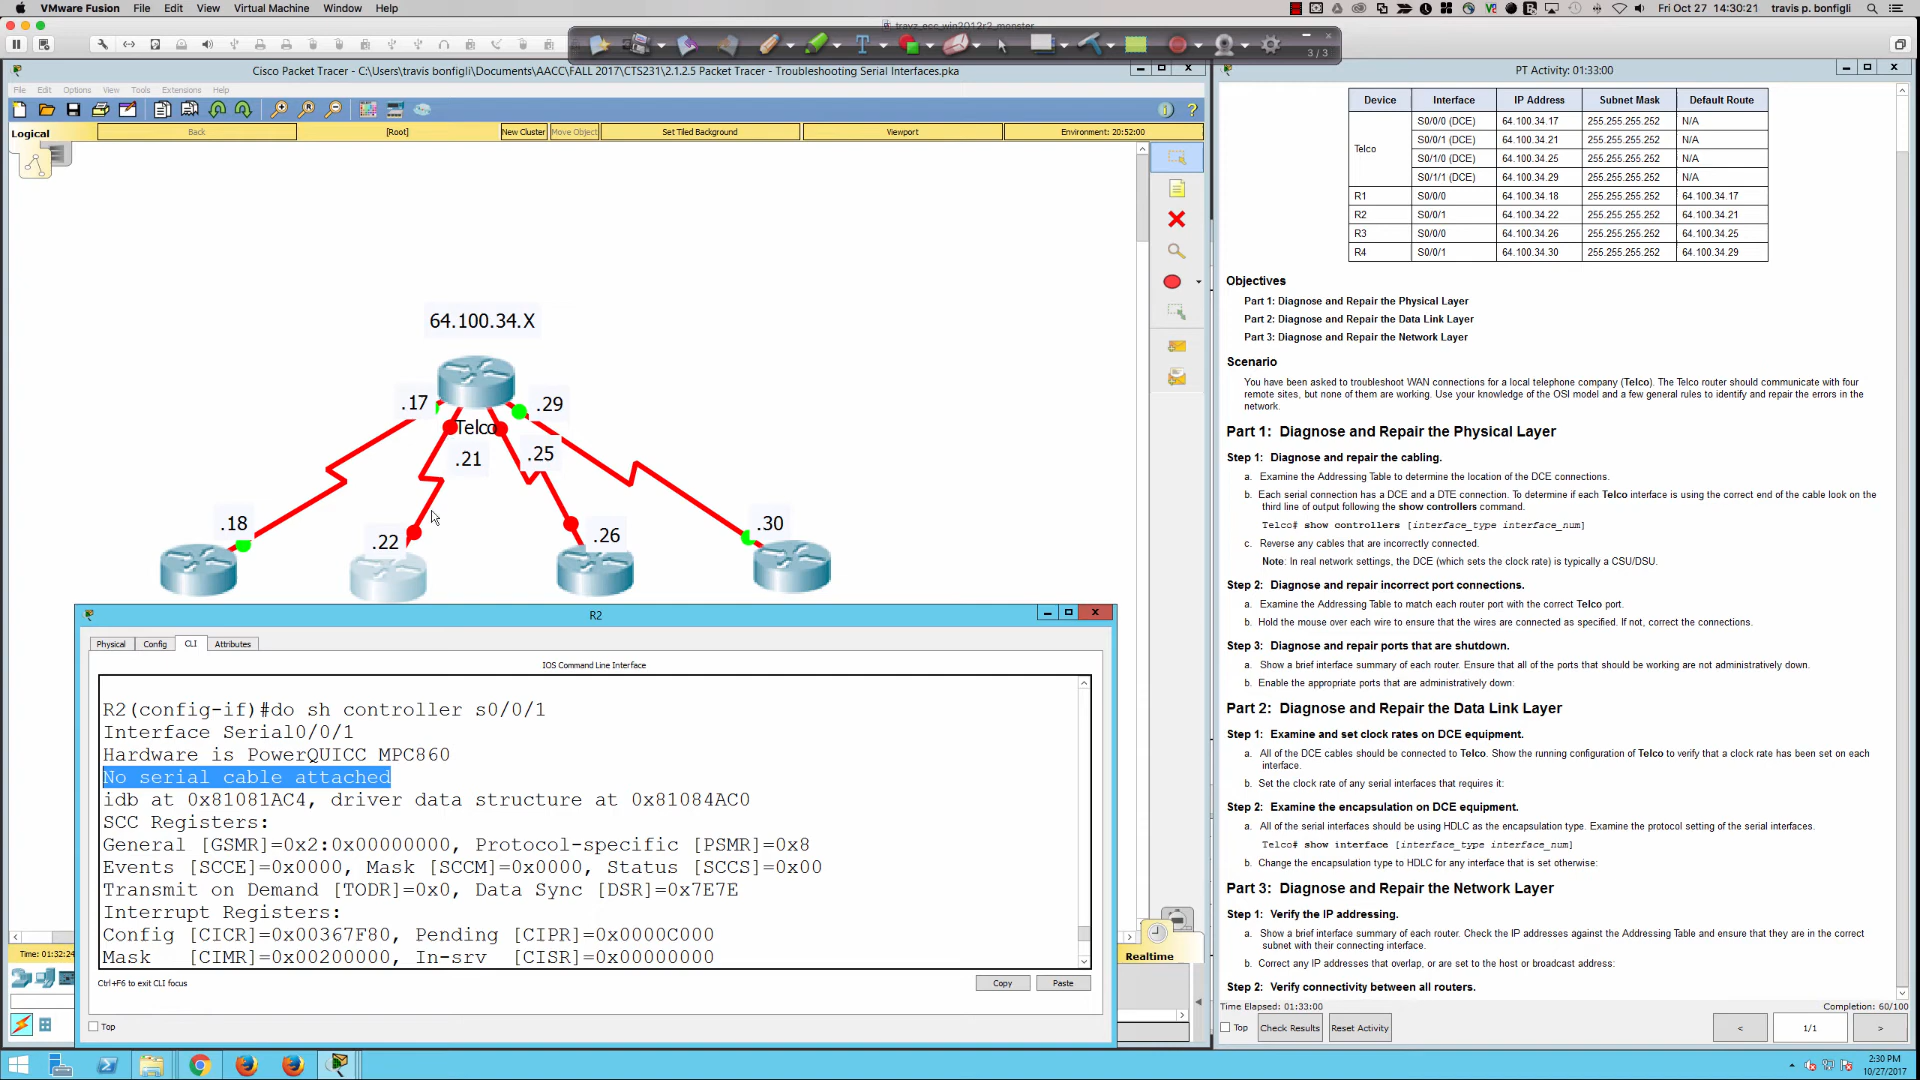 VMware Fusion File Edit View Virtual Machine Window Help
Fri Oct 27 14:30:21 travis p. bonfigli
travz_ecc_win2012r2_monster
3 / 3
Cisco Packet Tracer - C:\Users\travis bonfigli\Documents\AACC\FALL 2017\CTS231\2.1.2.5 Packet Tracer - Troubleshooting Serial Interfaces.pka
File Edit Options View Tools Extensions Help
Logical Back [Root] New Cluster Move Object Set Tiled Background Viewport Environment: 20:52:00
64.100.34.X
.17
.29
Telco
.21
.25
.18
.22
.26
.30
R2
Physical Config CLI Attributes
IOS Command Line Interface
R2(config-if)#do sh controller s0/0/1
Interface Serial0/0/1
Hardware is PowerQUICC MPC860
No serial cable attached
idb at 0x81081AC4, driver data structure at 0x81084AC0
SCC Registers:
General [GSMR]=0x2:0x00000000, Protocol-specific [PSMR]=0x8
Events [SCCE]=0x0000, Mask [SCCM]=0x0000, Status [SCCS]=0x00
Transmit on Demand [TODR]=0x0, Data Sync [DSR]=0x7E7E
Interrupt Registers:
Config [CICR]=0x00367F80, Pending [CIPR]=0x0000C000
Mask [CIMR]=0x00200000, In-srv [CISR]=0x00000000
Ctrl+F6 to exit CLI focus
Copy Paste
Top
Time: 01:32:24
Realtime
PT Activity: 01:33:00
Device Interface IP Address Subnet Mask Default Route
Telco S0/0/0 (DCE) 64.100.34.17 255.255.255.252 N/A
S0/0/1 (DCE) 64.100.34.21 255.255.255.252 N/A
S0/1/0 (DCE) 64.100.34.25 255.255.255.252 N/A
S0/1/1 (DCE) 64.100.34.29 255.255.255.252 N/A
R1 S0/0/0 64.100.34.18 255.255.255.252 64.100.34.17
R2 S0/0/1 64.100.34.22 255.255.255.252 64.100.34.21
R3 S0/0/0 64.100.34.26 255.255.255.252 64.100.34.25
R4 S0/0/1 64.100.34.30 255.255.255.252 64.100.34.29
Objectives
Part 1: Diagnose and Repair the Physical Layer
Part 2: Diagnose and Repair the Data Link Layer
Part 3: Diagnose and Repair the Network Layer
Scenario
You have been asked to troubleshoot WAN connections for a local telephone company (Telco). The Telco router should communicate with four
remote sites, but none of them are working. Use your knowledge of the OSI model and a few general rules to identify and repair the errors in the
network.
Part 1: Diagnose and Repair the Physical Layer
Step 1: Diagnose and repair the cabling.
a. Examine the Addressing Table to determine the location of the DCE connections.
b. Each serial connection has a DCE and a DTE connection. To determine if each Telco interface is using the correct end of the cable look on the
third line of output following the show controllers command.
Telco# show controllers [interface_type interface_num]
c. Reverse any cables that are incorrectly connected.
Note: In real network settings, the DCE (which sets the clock rate) is typically a CSU/DSU.
Step 2: Diagnose and repair incorrect port connections.
a. Examine the Addressing Table to match each router port with the correct Telco port.
b. Hold the mouse over each wire to ensure that the wires are connected as specified. If not, correct the connections.
Step 3: Diagnose and repair ports that are shutdown.
a. Show a brief interface summary of each router. Ensure that all of the ports that should be working are not administratively down.
b. Enable the appropriate ports that are administratively down:
Part 2: Diagnose and Repair the Data Link Layer
Step 1: Examine and set clock rates on DCE equipment.
a. All of the DCE cables should be connected to Telco. Show the running configuration of Telco to verify that a clock rate has been set on each
interface.
b. Set the clock rate of any serial interfaces that requires it:
Step 2: Examine the encapsulation on DCE equipment.
a. All of the serial interfaces should be using HDLC as the encapsulation type. Examine the protocol setting of the serial interfaces.
Telco# show interface [interface_type interface_num]
b. Change the encapsulation type to HDLC for any interface that is set otherwise:
Part 3: Diagnose and Repair the Network Layer
Step 1: Verify the IP addressing.
a. Show a brief interface summary of each router. Check the IP addresses against the Addressing Table and ensure that they are in the correct
subnet with their connecting interface.
b. Correct any IP addresses that overlap, or are set to the host or broadcast address:
Step 2: Verify connectivity between all routers.
Time Elapsed: 01:33:00 Completion: 60/100
Top Check Results Reset Activity < 1/1 >
2:30 PM
10/27/2017